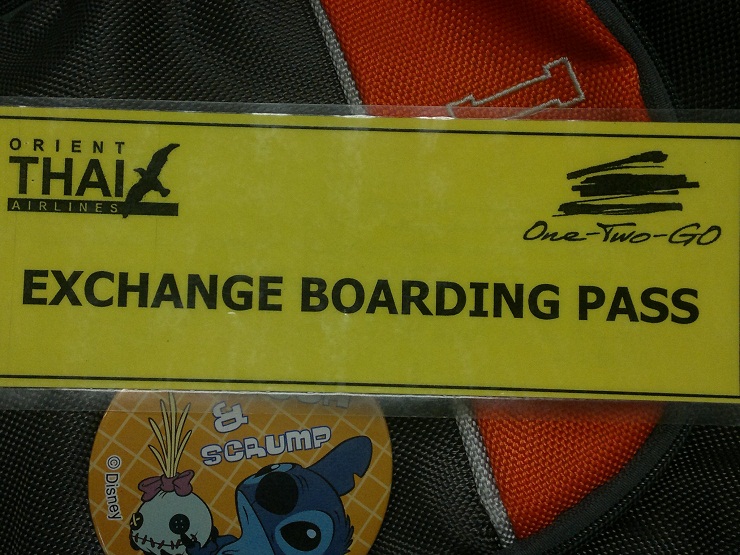 ORIENT
THAI
AIRLINES
One-Two-GO
EXCHANGE BOARDING PASS
&
SCRUMP
© Disney